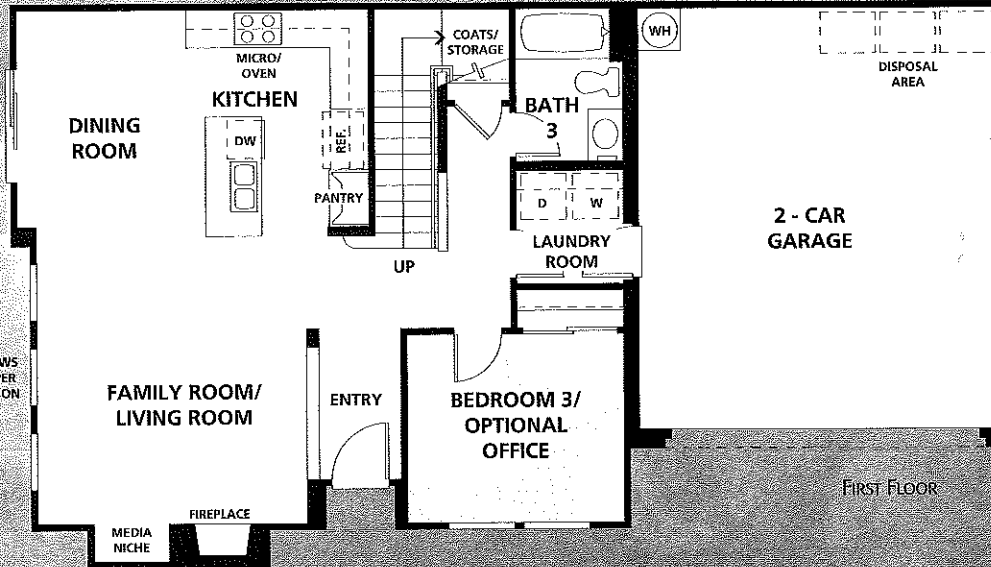 COATS/
STORAGE
WH
DISPOSAL
AREA
MICRO/
OVEN
KITCHEN
BATH
3
DINING
ROOM
DW
REF.
PANTRY
D
W
2 - CAR
GARAGE
LAUNDRY
ROOM
UP
FAMILY ROOM/
LIVING ROOM
ENTRY
BEDROOM 3/
OPTIONAL
OFFICE
FIRST FLOOR
FIREPLACE
MEDIA
NICHE